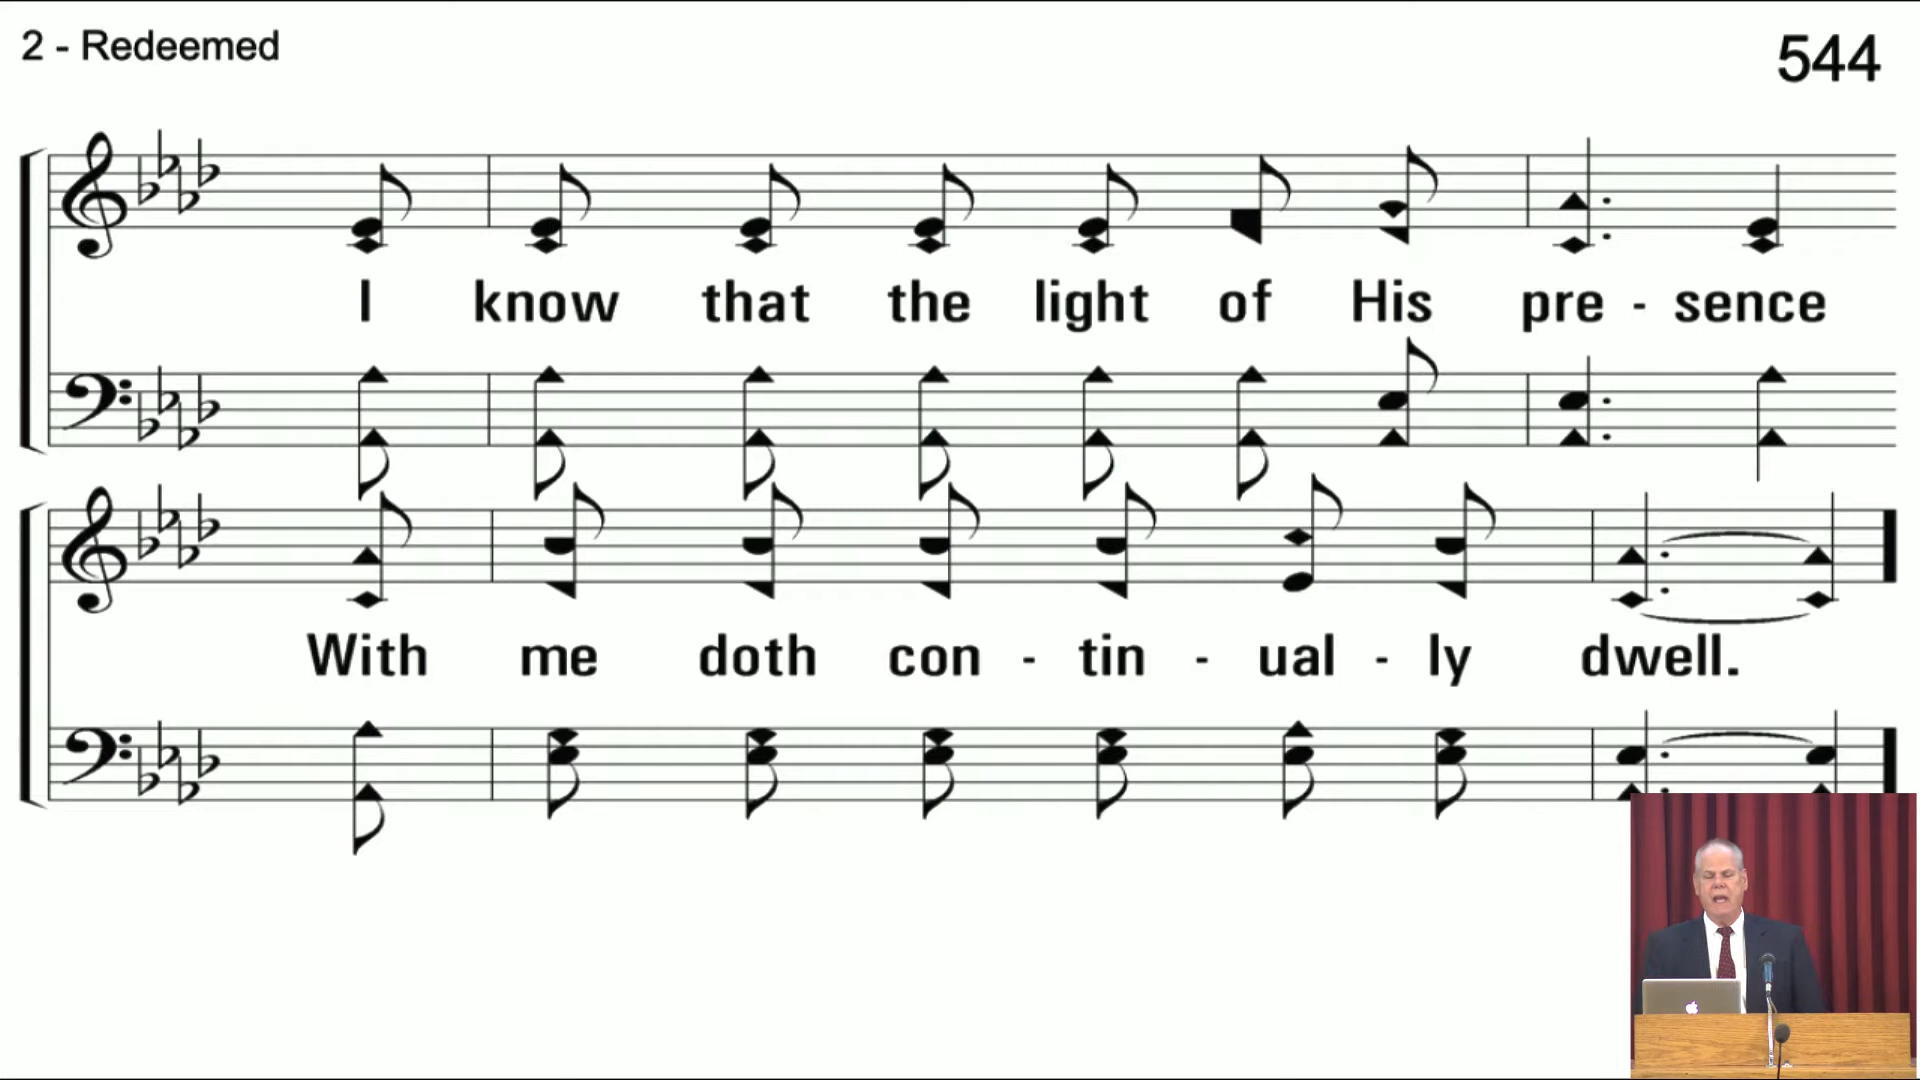 2 - Redeemed
544
I know that the light of His pre - sence
With me doth con - tin - ual - ly dwell.